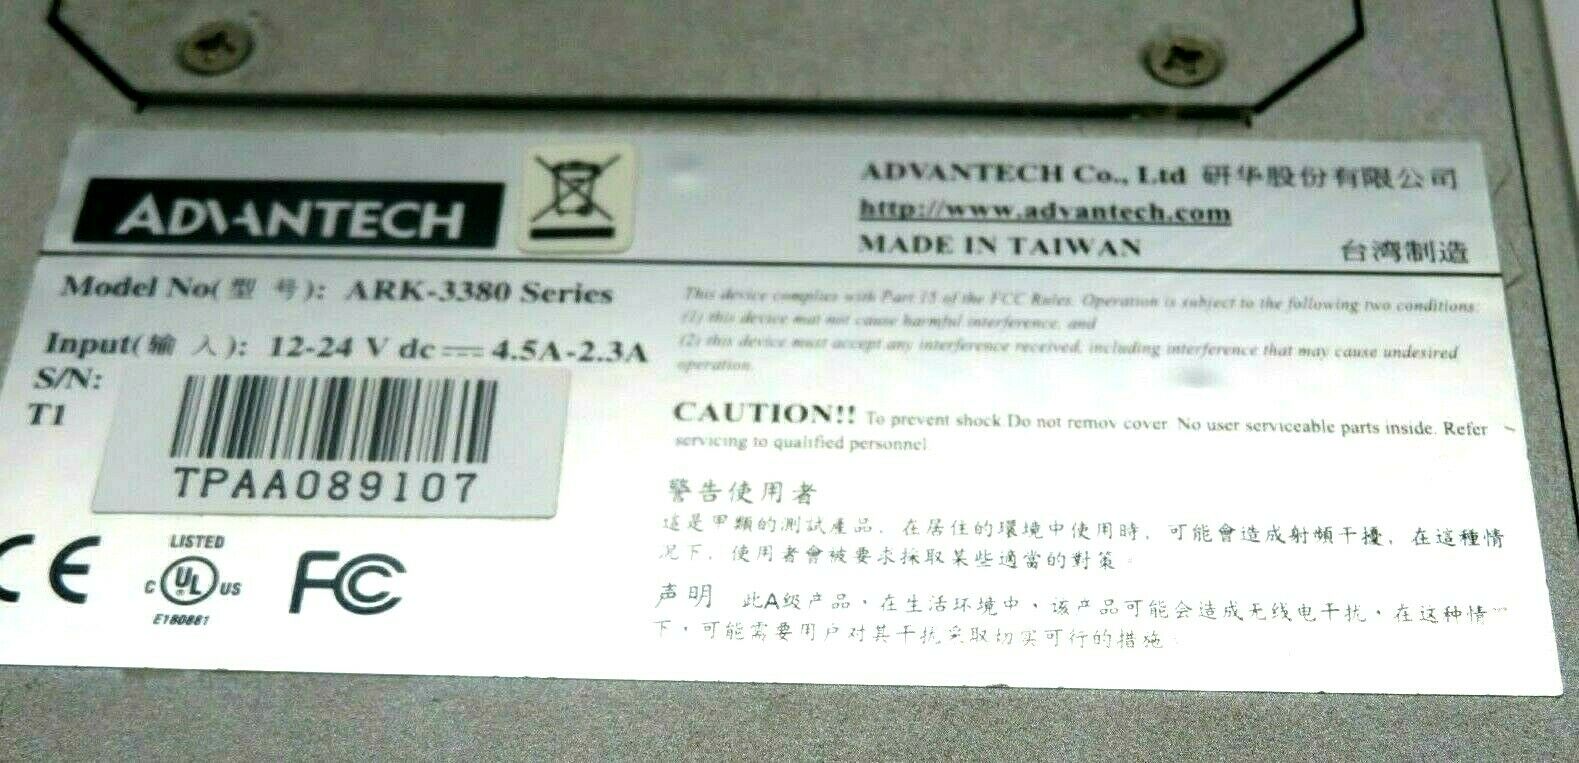 ADVANTECH
ADVANTECH Co., Ltd 研华股份有限公司
http://www.advantech.com
MADE IN TAIWAN 台湾制造
Model No(型 号): ARK-3380 Series
Input(输 入): 12-24 V dc⎓4.5A-2.3A
S/N:
T1
TPAA089107
LISTED
C UL US
®
E180881
CE
FC
This device complies with Part 15 of the FCC Rules. Operation is subject to the following two conditions:
(1) this device mat not cause harmful interference, and
(2) this device must accept any interference received, including interference that may cause undesired
operation.
CAUTION!! To prevent shock.Do not remov cover. No user serviceable parts inside. Refer
servicing to qualified personnel.
警告使用者
這是甲類的測試產品，在居住的環境中使用時，可能會造成射頻干擾，在這種情
況下，使用者會被要求採取某些適當的對策。
声明 此A级产品，在生活环境中，该产品可能会造成无线电干扰，在这种情
下，可能需要用户对其干扰采取切实可行的措施。